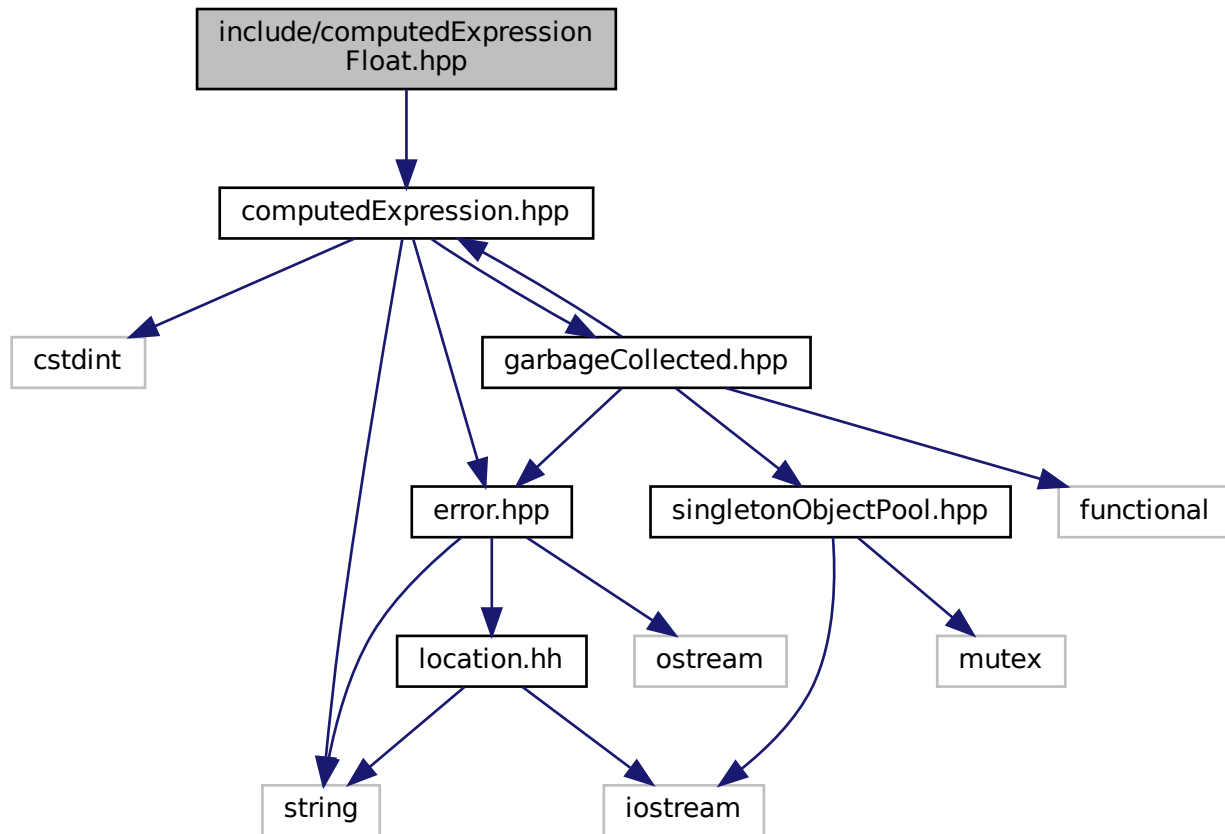 include/computedExpression
Float.hpp
computedExpression.hpp
cstdint
garbageCollected.hpp
error.hpp
singletonObjectPool.hpp
functional
location.hh
ostream
mutex
string
iostream